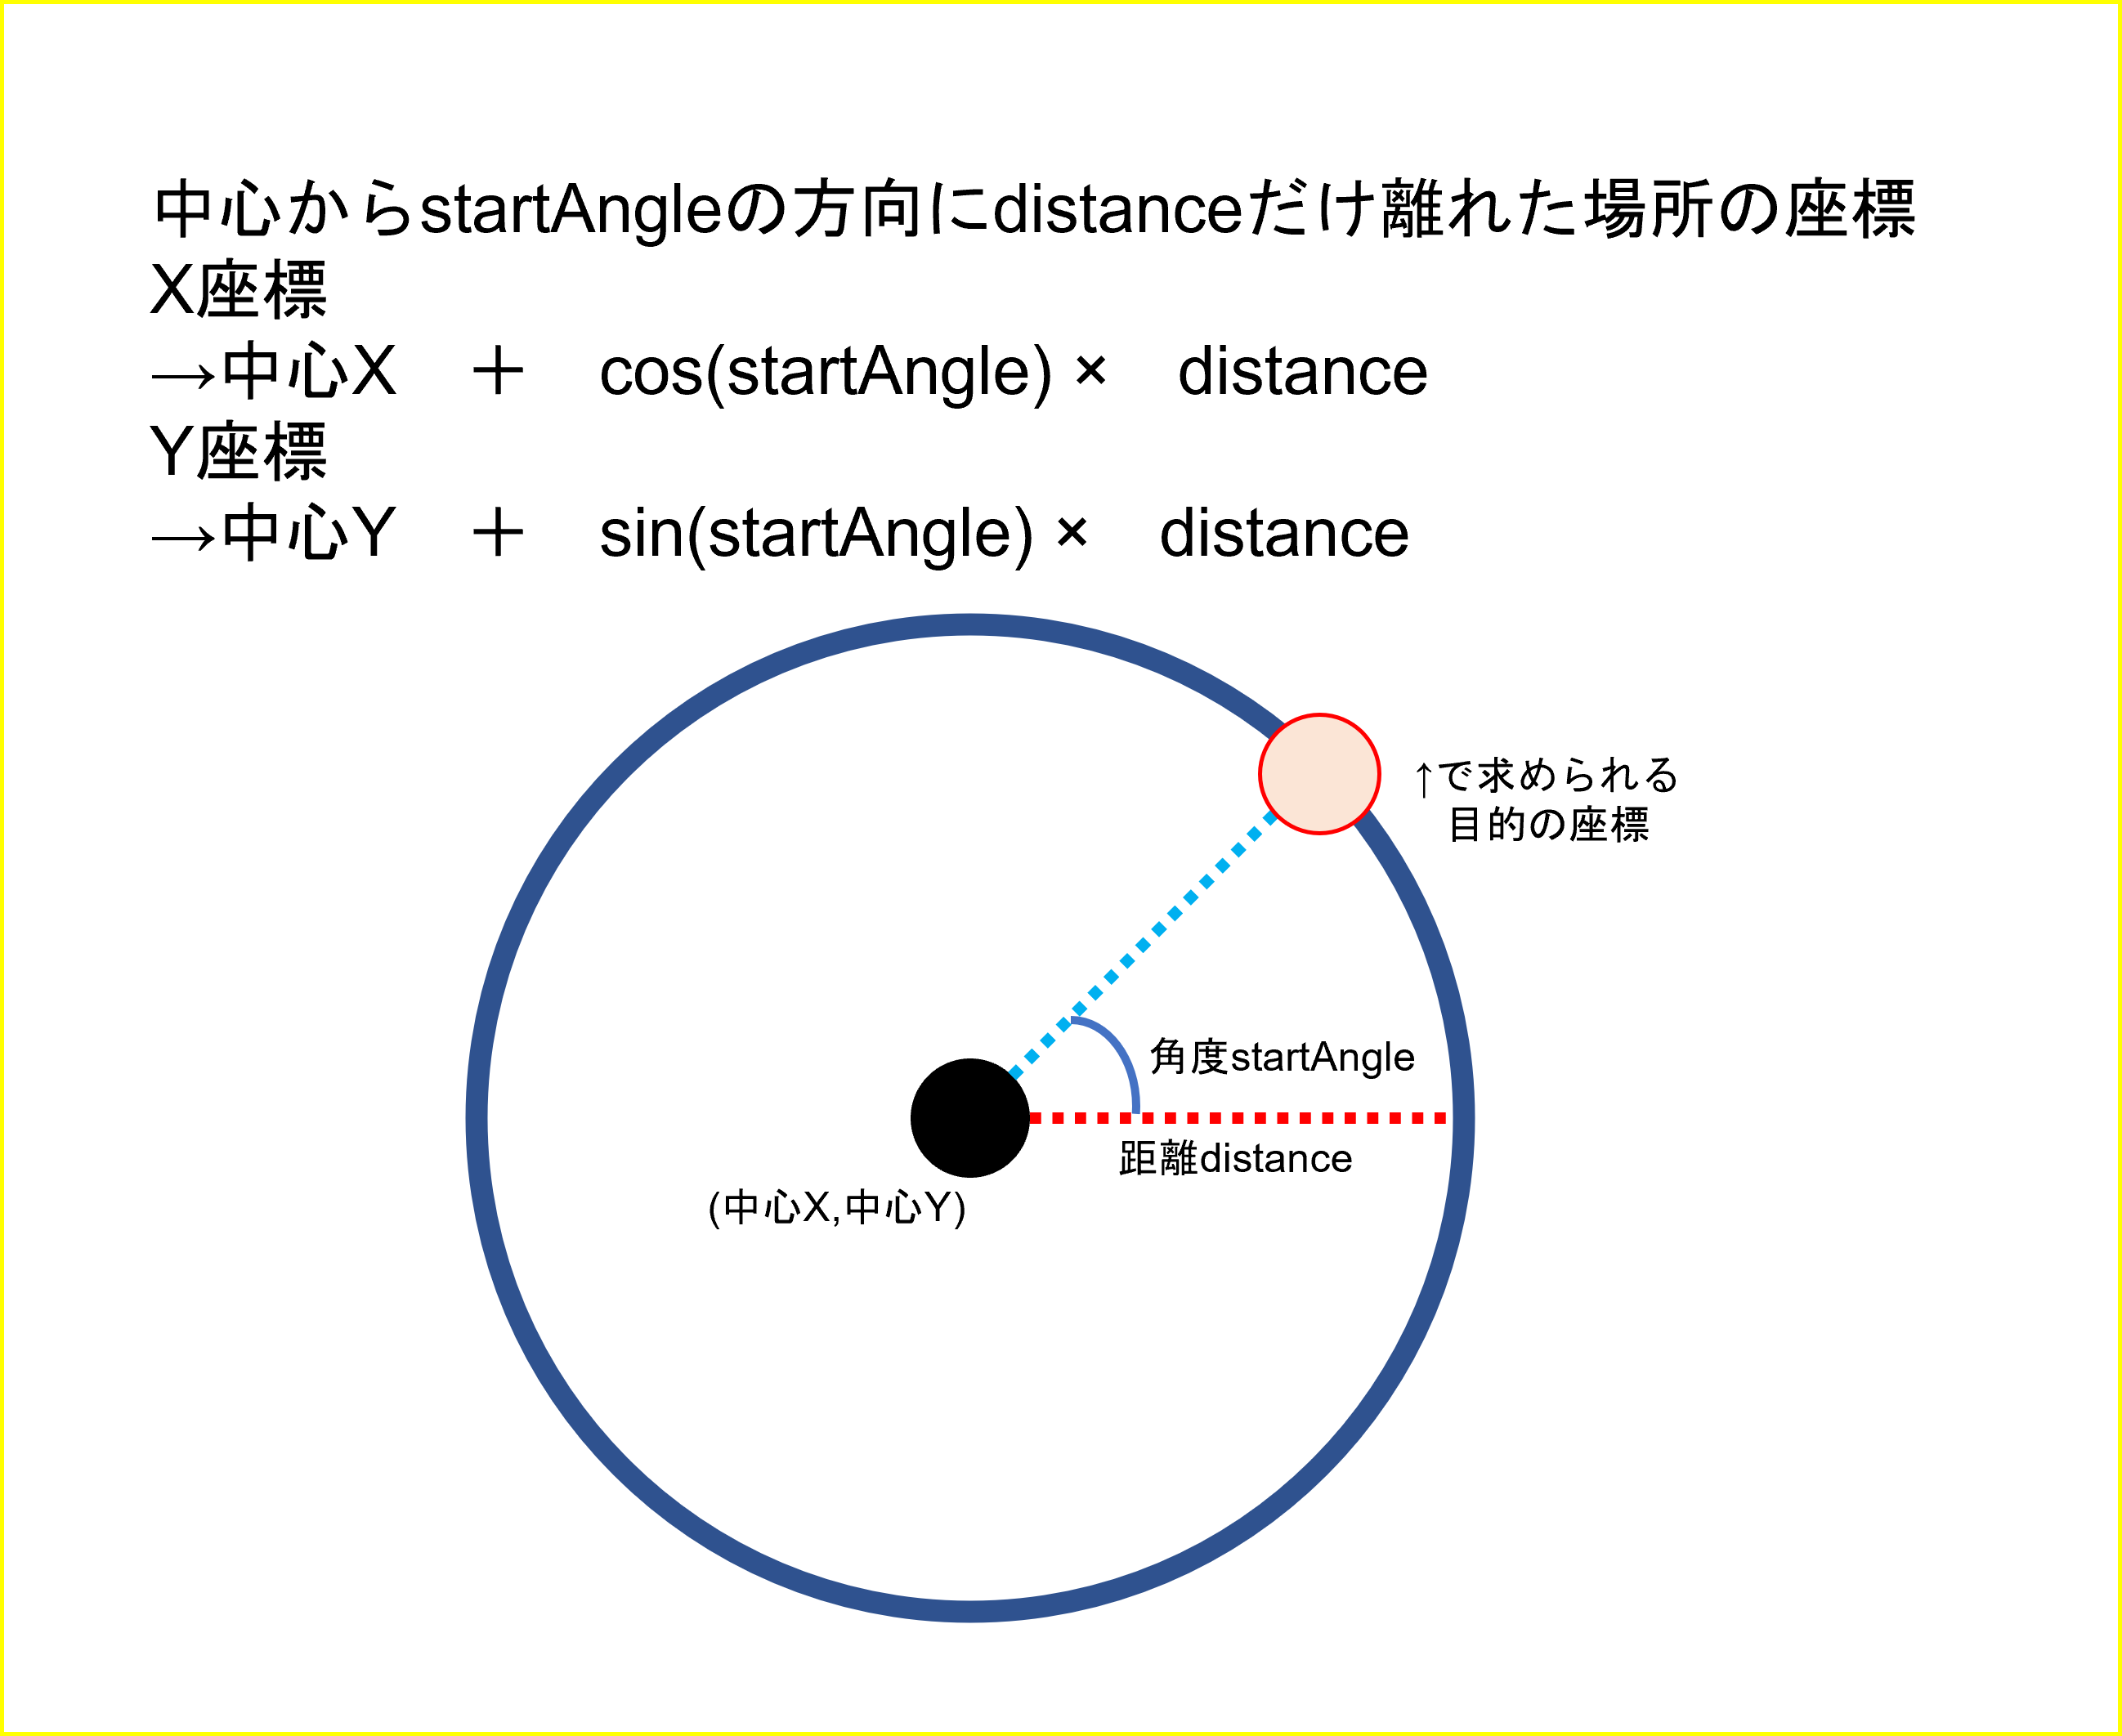 中心からstartAngleの方向にdistanceだけ離れた場所の座標
X座標
→中心X　＋　cos(startAngle) ×　distance
Y座標
→中心Y　＋　sin(startAngle) ×　distance
↑で求められる
目的の座標
角度startAngle
距離distance
(中心X,中心Y)